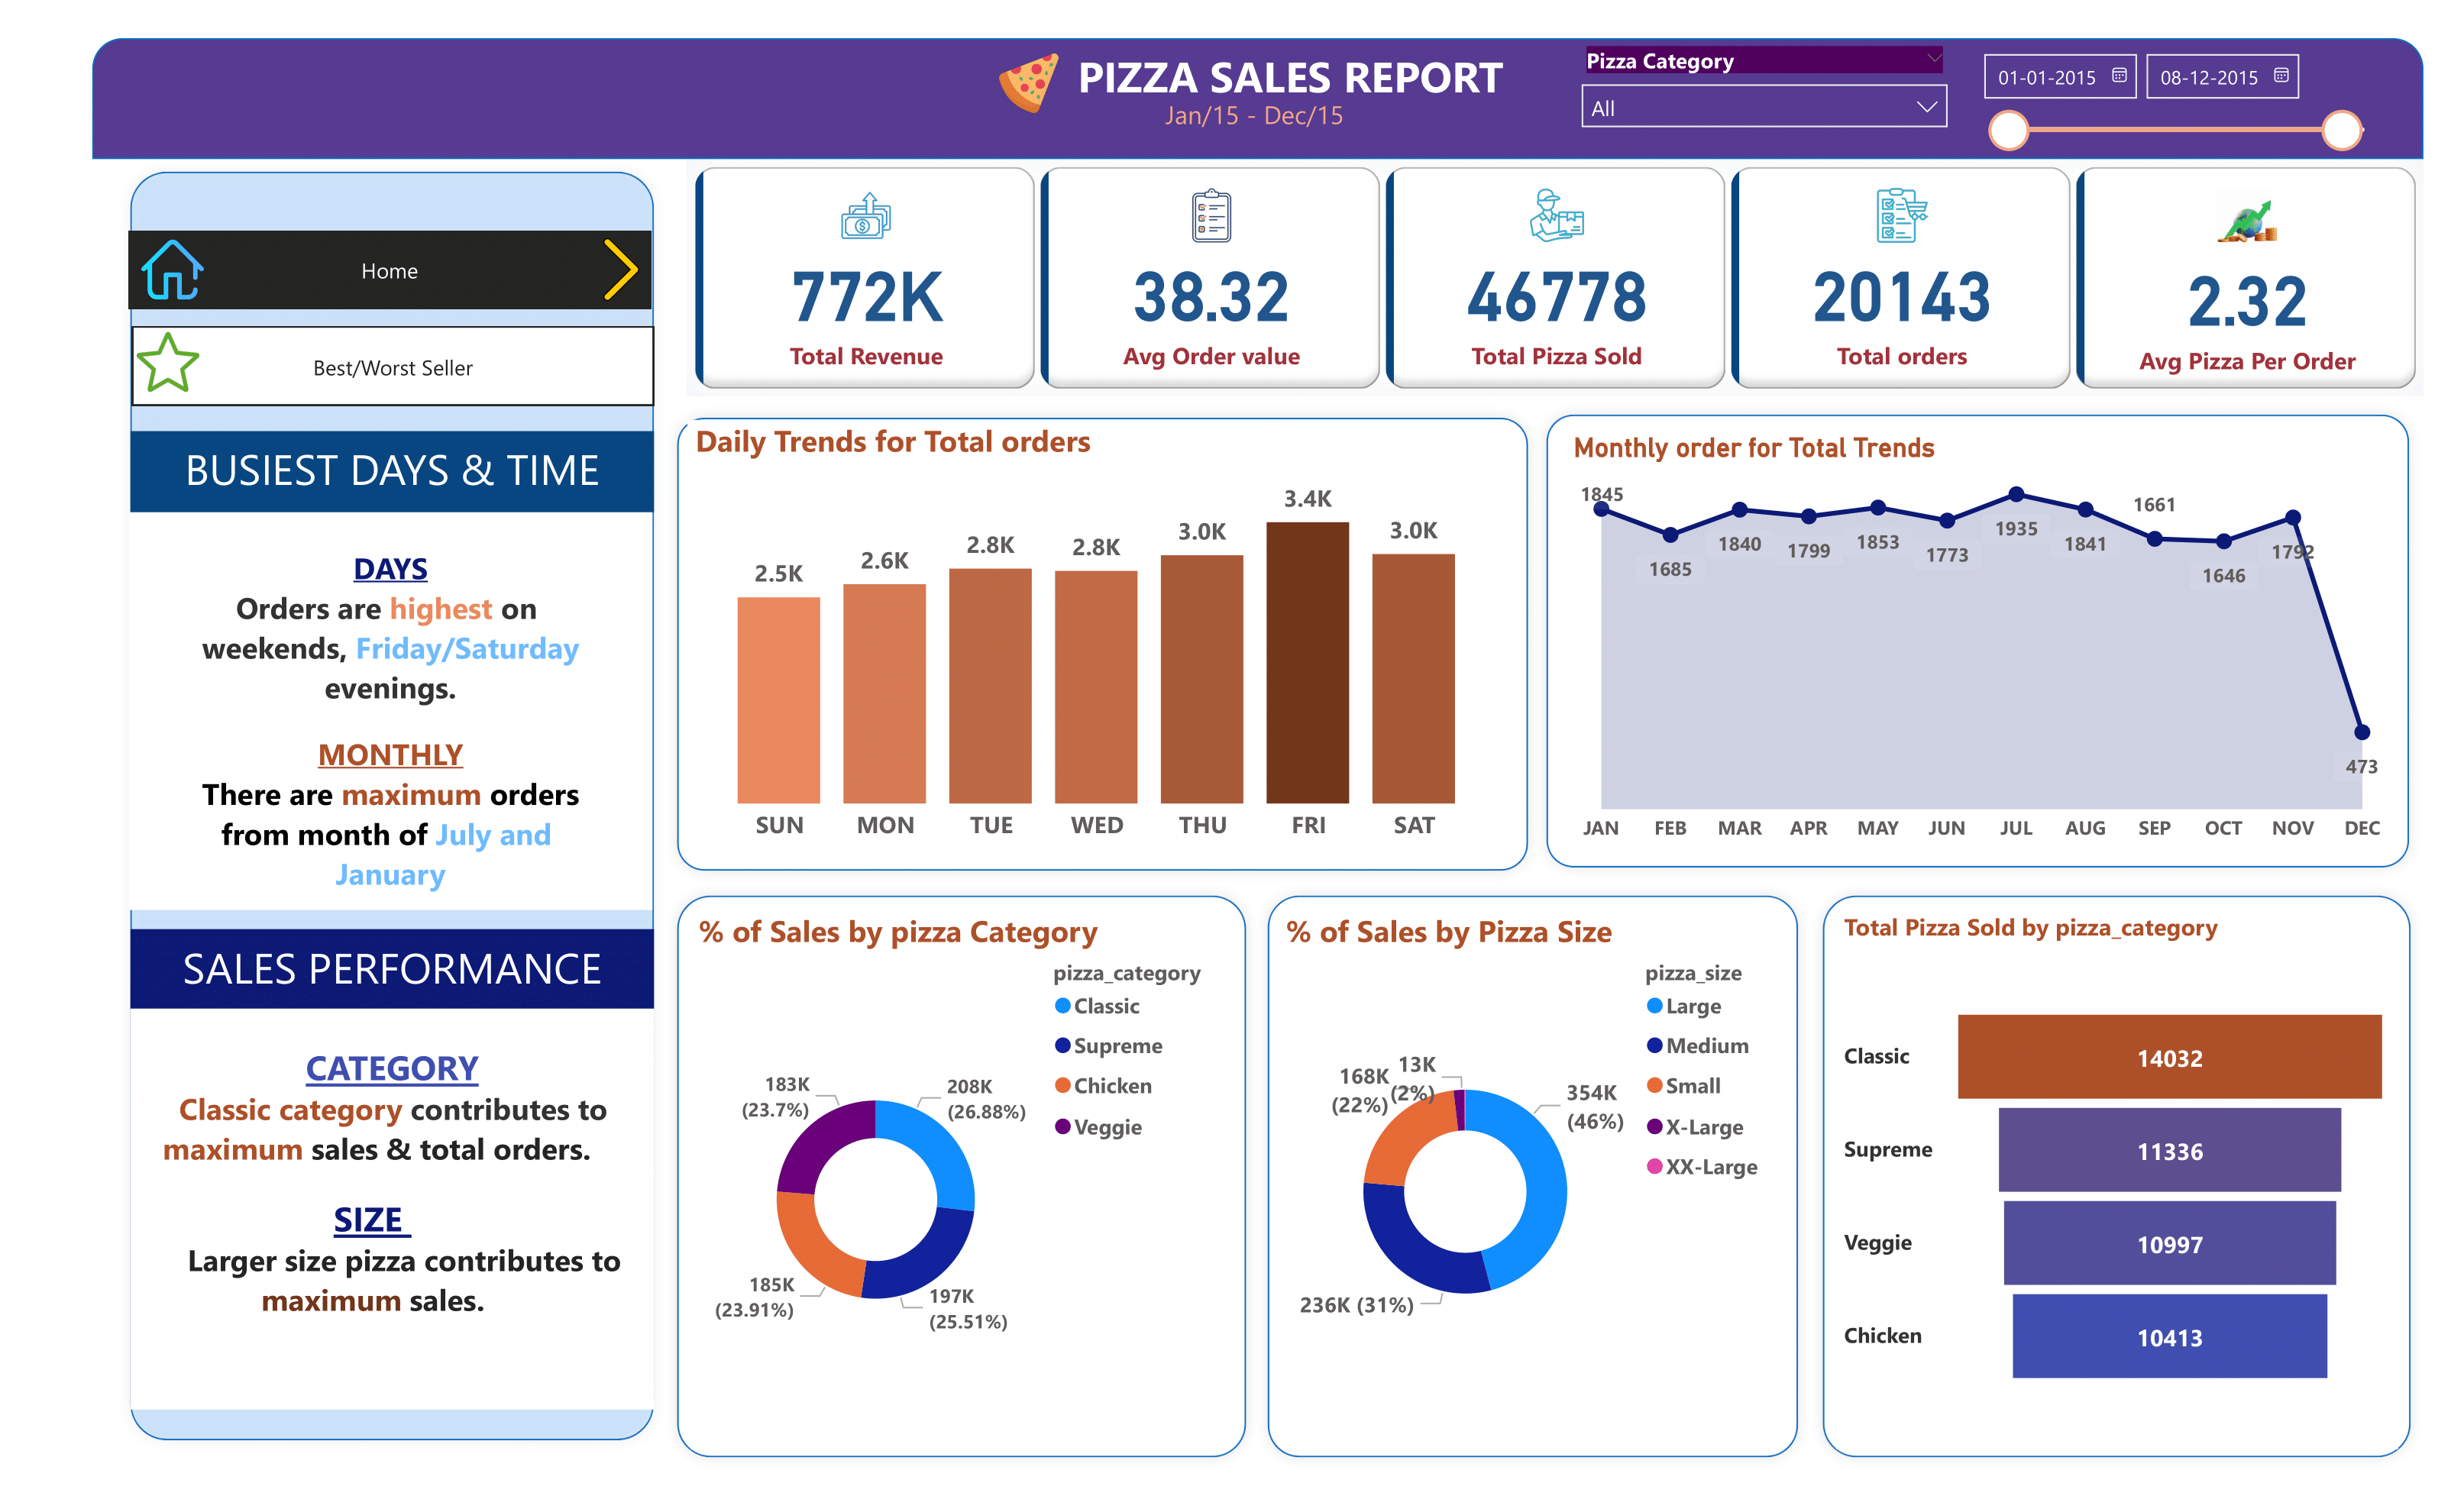 PIZZA SALES REPORT
Jan/15 - Dec/15
Pizza Category
All
01-01-2015
08-12-2015
Home
Best/Worst Seller
BUSIEST DAYS & TIME
DAYS
Orders are highest on
weekends, Friday/Saturday
evenings.
MONTHLY
There are maximum orders
from month of July and
January
SALES PERFORMANCE
CATEGORY
Classic category contributes to
maximum sales & total orders.
SIZE
Larger size pizza contributes to
maximum sales.
772K
Total Revenue
38.32
Avg Order value
46778
Total Pizza Sold
20143
Total orders
2.32
Avg Pizza Per Order
Daily Trends for Total orders
2.5K
2.6K
2.8K
2.8K
3.0K
3.4K
3.0K
SUN MON TUE WED THU FRI SAT
Monthly order for Total Trends
1845
1685
1840
1799
1853
1773
1935
1841
1661
1646
1792
473
JAN FEB MAR APR MAY JUN JUL AUG SEP OCT NOV DEC
% of Sales by pizza Category
pizza_category
Classic
Supreme
Chicken
Veggie
183K
(23.7%)
208K
(26.88%)
185K
(23.91%)
197K
(25.51%)
% of Sales by Pizza Size
pizza_size
Large
Medium
Small
X-Large
XX-Large
168K
(22%)
13K
(2%)
354K
(46%)
236K (31%)
Total Pizza Sold by pizza_category
Classic 14032
Supreme 11336
Veggie 10997
Chicken 10413